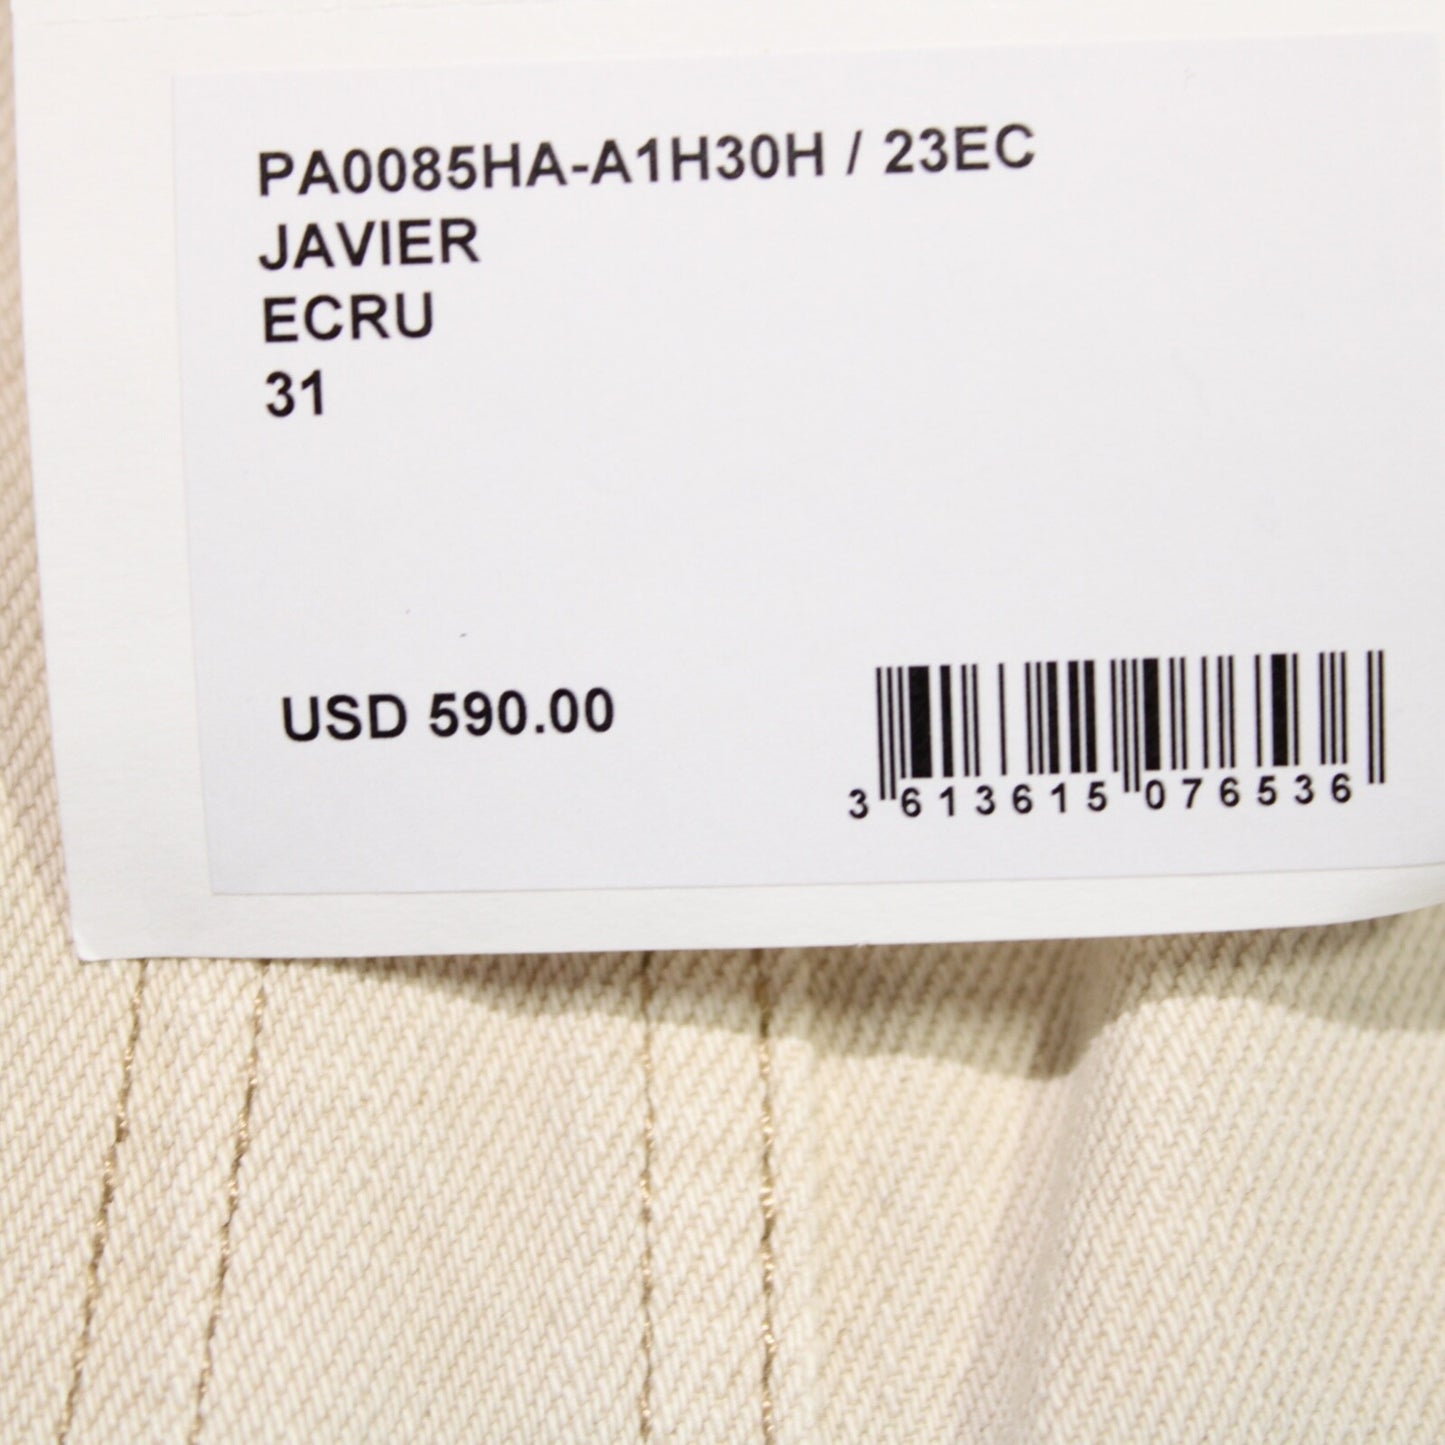 PA0085HA-A1H30H / 23EC
JAVIER
ECRU
31
USD 590.00
3 613615 076536